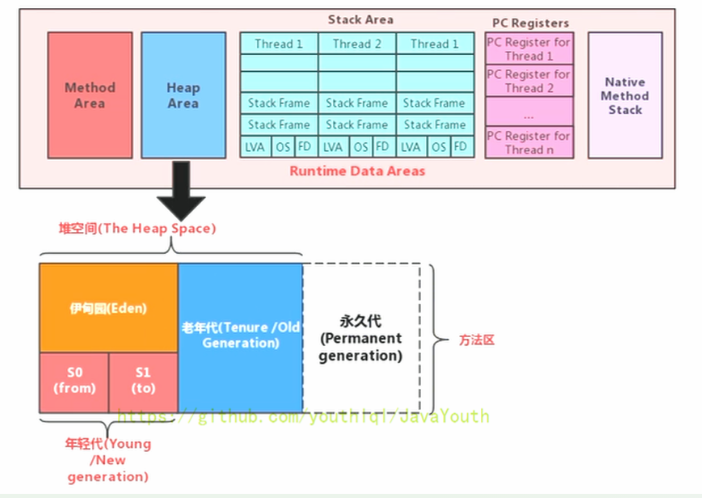 Stack Area
PC Registers
Method
Area
Heap
Area
Thread 1
Thread 2
Thread 1
Stack Frame
Stack Frame
Stack Frame
Stack Frame
Stack Frame
Stack Frame
LVA
OS
FD
LVA
OS
FD
LVA
OS
FD
PC Register for
Thread 1
PC Register for
Thread 2
...
PC Register for
Thread n
Native
Method
Stack
Runtime Data Areas
堆空间(The Heap Space)
伊甸园(Eden)
S0
(from)
S1
(to)
老年代(Tenure /Old
Generation)
永久代
(Permanent
generation)
方法区
https://github.com/youthlql/JavaYouth
年轻代(Young
/New
generation)